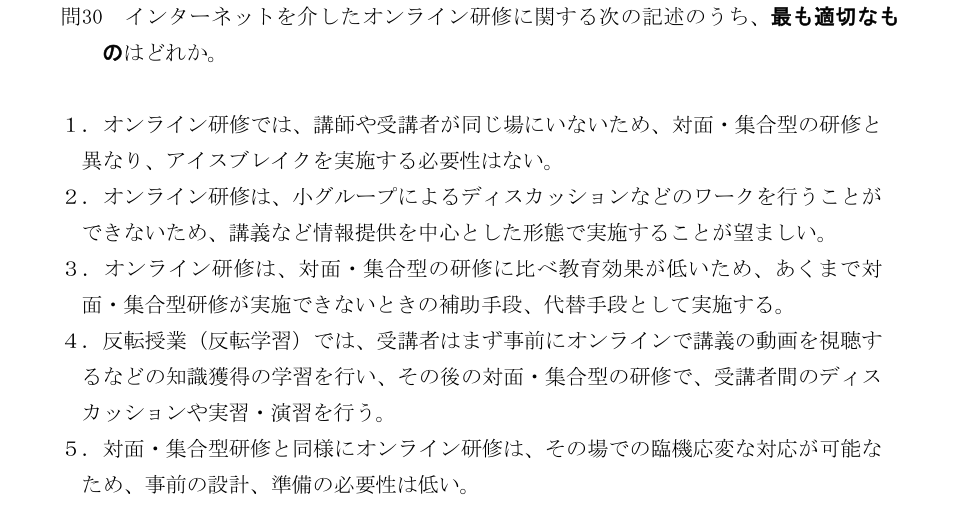 問30　インターネットを介したオンライン研修に関する次の記述のうち、最も適切なも
のはどれか。
１．オンライン研修では、講師や受講者が同じ場にいないため、対面・集合型の研修と
異なり、アイスブレイクを実施する必要性はない。
２．オンライン研修は、小グループによるディスカッションなどのワークを行うことが
できないため、講義など情報提供を中心とした形態で実施することが望ましい。
３．オンライン研修は、対面・集合型の研修に比べ教育効果が低いため、あくまで対
面・集合型研修が実施できないときの補助手段、代替手段として実施する。
４．反転授業（反転学習）では、受講者はまず事前にオンラインで講義の動画を視聴す
るなどの知識獲得の学習を行い、その後の対面・集合型の研修で、受講者間のディス
カッションや実習・演習を行う。
５．対面・集合型研修と同様にオンライン研修は、その場での臨機応変な対応が可能な
ため、事前の設計、準備の必要性は低い。